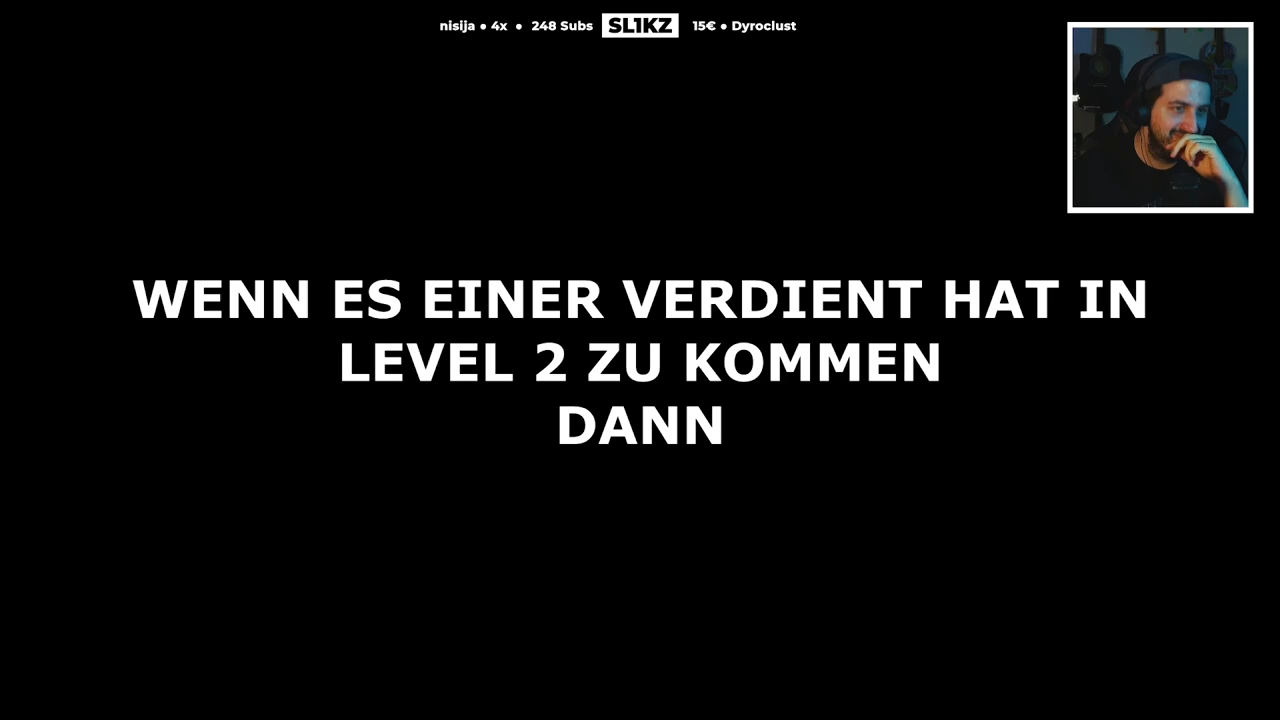 nisija ● 4x ● 248 Subs SL1KZ 15€ ● Dyroclust
WENN ES EINER VERDIENT HAT IN
LEVEL 2 ZU KOMMEN
DANN